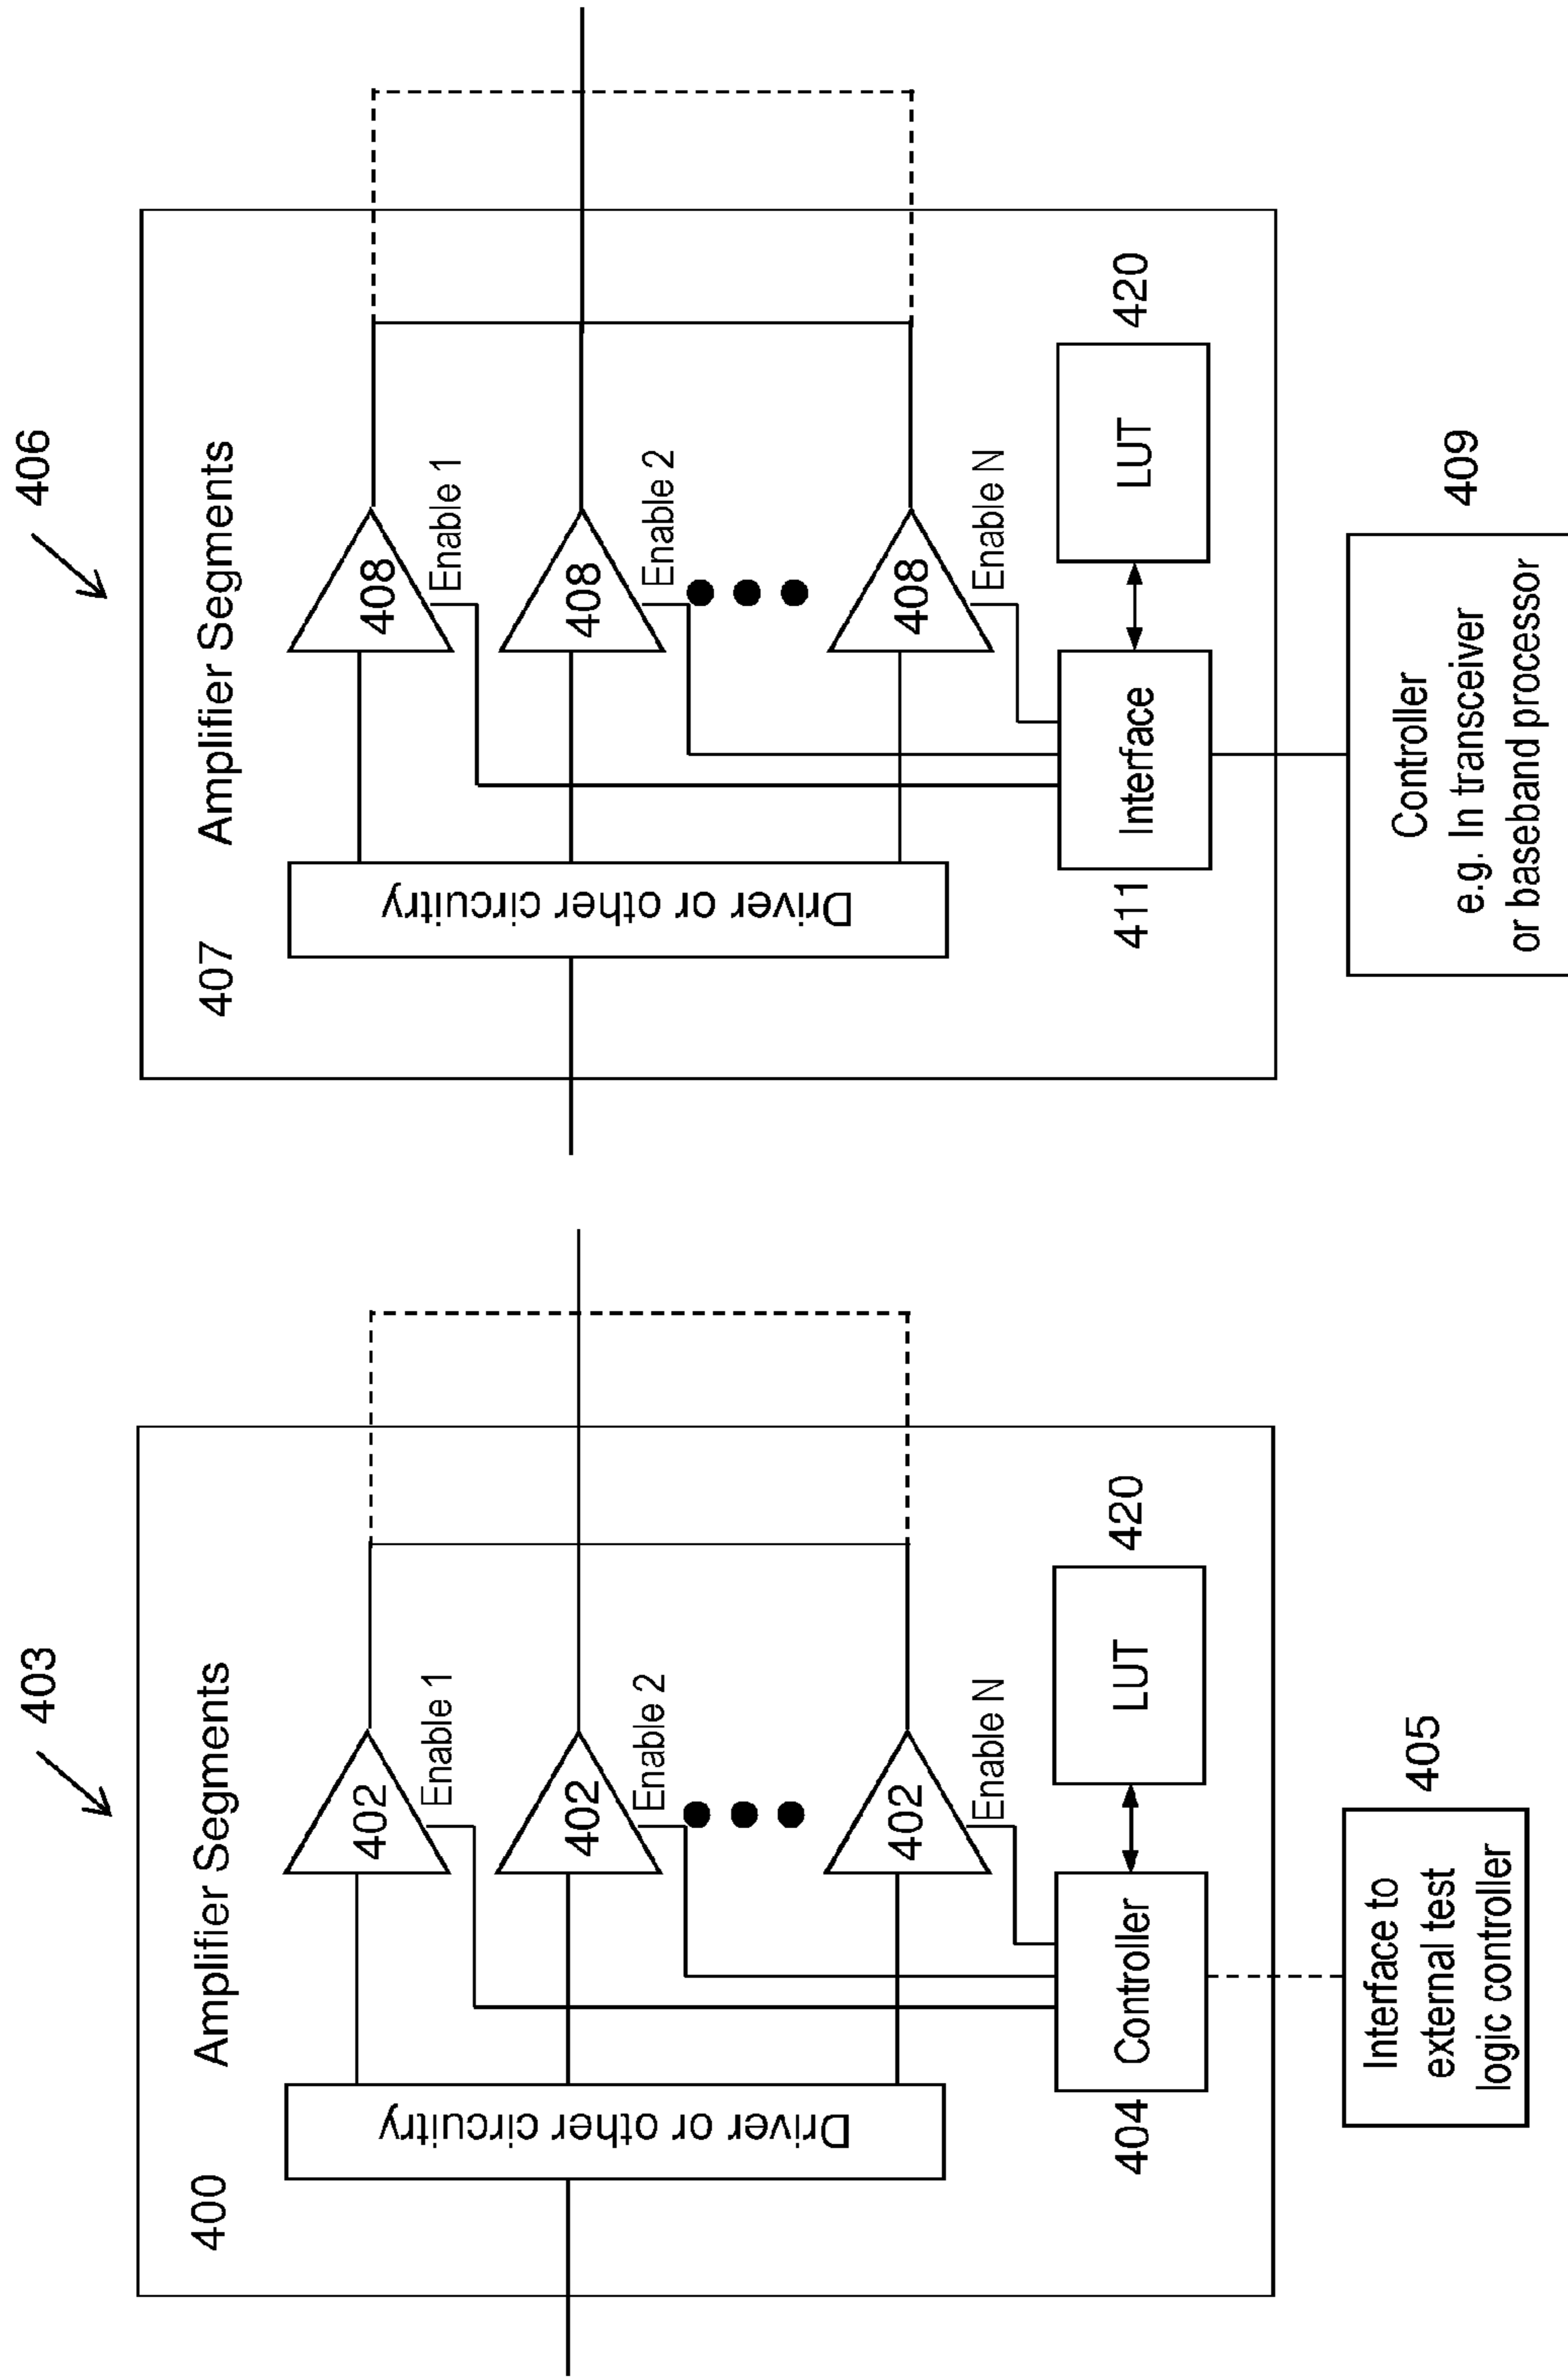 403
400
Amplifier Segments
Driver or other circuitry
402
Enable 1
402
Enable 2
402
Enable N
404
Controller
LUT
420
Interface to
external test
logic controller
405
406
407
Amplifier Segments
Driver or other circuitry
408
Enable 1
408
Enable 2
408
Enable N
411
Interface
LUT
420
Controller
e.g. In transceiver
or baseband processor
409